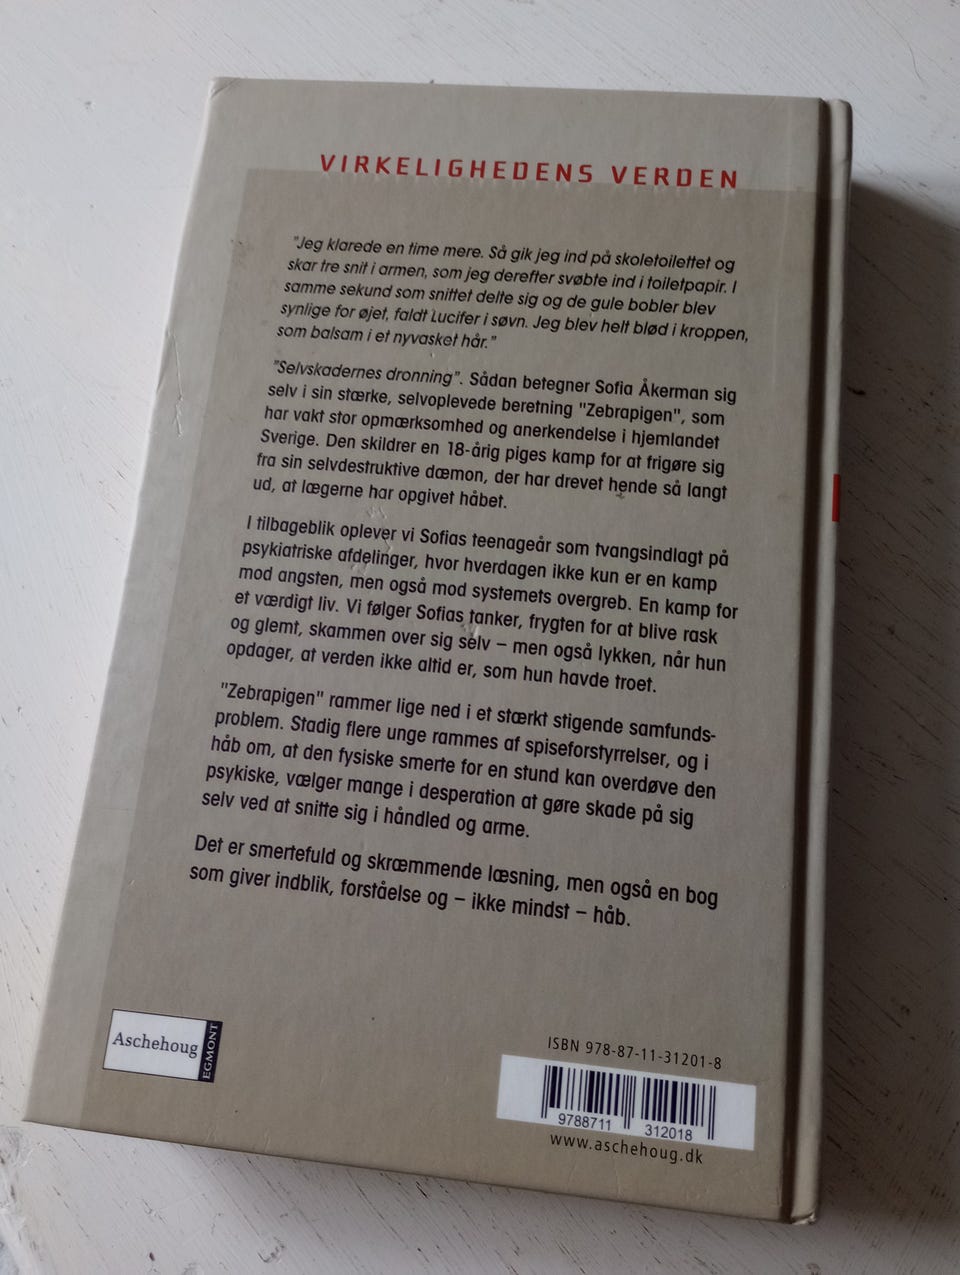 VIRKELIGHEDENS VERDEN
"Jeg klarede en time mere. Så gik jeg ind på skoletoilettet og
skar tre snit i armen, som jeg derefter svøbte ind i toiletpapir. I
samme sekund som snittet delte sig og de gule bobler blev
synlige for øjet, faldt Lucifer i søvn. Jeg blev helt blød i kroppen,
som balsam i et nyvasket hår."
"Selvskadernes dronning". Sådan betegner Sofia Åkerman sig
selv i sin stærke, selvoplevede beretning "Zebrapigen", som
har vakt stor opmærksomhed og anerkendelse i hjemlandet
Sverige. Den skildrer en 18-årig piges kamp for at frigøre sig
fra sin selvdestruktive dæmon, der har drevet hende så langt
ud, at lægerne har opgivet håbet.
I tilbageblik oplever vi Sofias teenageår som tvangsindlagt på
psykiatriske afdelinger, hvor hverdagen ikke kun er en kamp
mod angsten, men også mod systemets overgreb. En kamp for
et værdigt liv. Vi følger Sofias tanker, frygten for at blive rask
og glemt, skammen over sig selv – men også lykken, når hun
opdager, at verden ikke altid er, som hun havde troet.
"Zebrapigen" rammer lige ned i et stærkt stigende samfunds-
problem. Stadig flere unge rammes af spiseforstyrrelser, og i
håb om, at den fysiske smerte for en stund kan overdøve den
psykiske, vælger mange i desperation at gøre skade på sig
selv ved at snitte sig i håndled og arme.
Det er smertefuld og skræmmende læsning, men også en bog
som giver indblik, forståelse og – ikke mindst – håb.
Aschehoug
EGMONT
ISBN 978-87-11-31201-8
9788711 312018
www.aschehoug.dk